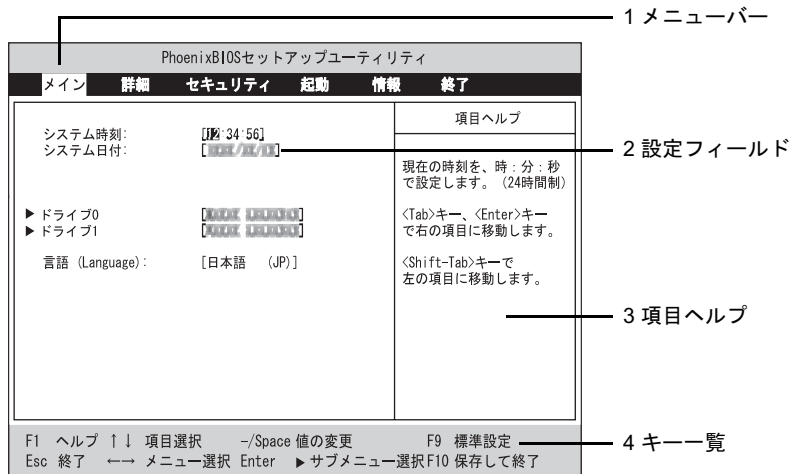 1 メニューバー
PhoenixBIOSセットアップユーティリティ
メイン 詳細 セキュリティ 起動 情報 終了
システム時刻: [12:34:56]
システム日付:
▶ ドライブ0
▶ ドライブ1
言語 (Language): [日本語 (JP)]
項目ヘルプ
現在の時刻を、時:分:秒
で設定します。(24時間制)
<Tab>キー、<Enter>キー
で右の項目に移動します。
<Shift-Tab>キーで
左の項目に移動します。
2 設定フィールド
3 項目ヘルプ
F1 ヘルプ ↑↓ 項目選択 -/Space 値の変更 F9 標準設定
Esc 終了 ←→ メニュー選択 Enter ▶ サブメニュー選択 F10 保存して終了
4 キー一覧